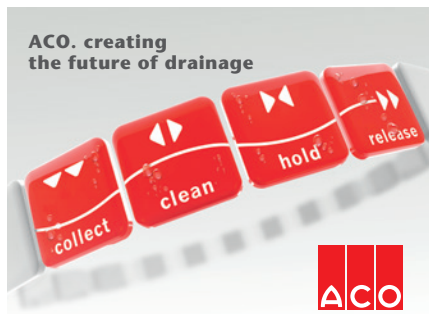 ACO. creating
the future of drainage
collect
clean
hold
release
ACO